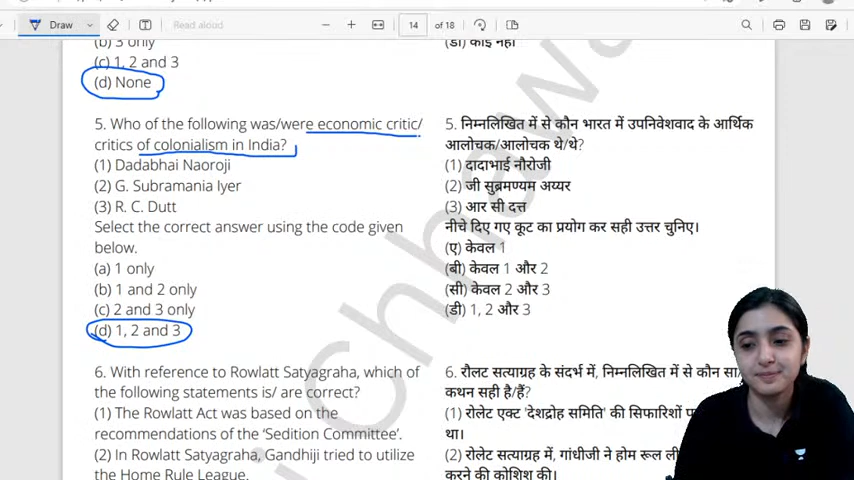 Draw
Read aloud
14 of 18
(b) 3 only
(c) 1, 2 and 3
(d) None
5. Who of the following was/were economic critic/
critics of colonialism in India?
(1) Dadabhai Naoroji
(2) G. Subramania Iyer
(3) R. C. Dutt
Select the correct answer using the code given
below.
(a) 1 only
(b) 1 and 2 only
(c) 2 and 3 only
(d) 1, 2 and 3
6. With reference to Rowlatt Satyagraha, which of
the following statements is/ are correct?
(1) The Rowlatt Act was based on the
recommendations of the ‘Sedition Committee’.
(2) In Rowlatt Satyagraha, Gandhiji tried to utilize
the Home Rule League.
(डी) कोई नहीं
5. निम्नलिखित में से कौन भारत में उपनिवेशवाद के आर्थिक
आलोचक/आलोचक थे/थे?
(1) दादाभाई नौरोजी
(2) जी सुब्रमण्यम अय्यर
(3) आर सी दत्त
नीचे दिए गए कूट का प्रयोग कर सही उत्तर चुनिए।
(ए) केवल 1
(बी) केवल 1 और 2
(सी) केवल 2 और 3
(डी) 1, 2 और 3
6. रौलट सत्याग्रह के संदर्भ में, निम्नलिखित में से कौन सा/
कथन सही है/हैं?
(1) रोलेट एक्ट 'देशद्रोह समिति' की सिफारिशों
था।
(2) रोलेट सत्याग्रह में, गांधीजी ने होम रूल
करने की कोशिश की।
Chhawa